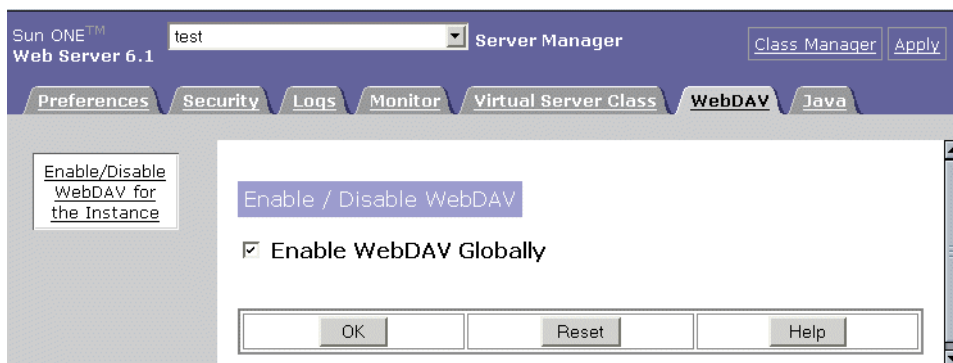 Sun ONE™
Web Server 6.1
test
Server Manager
Class Manager
Apply
Preferences
Security
Logs
Monitor
Virtual Server Class
WebDAV
Java
Enable/Disable
WebDAV for
the Instance
Enable / Disable WebDAV
Enable WebDAV Globally
OK
Reset
Help